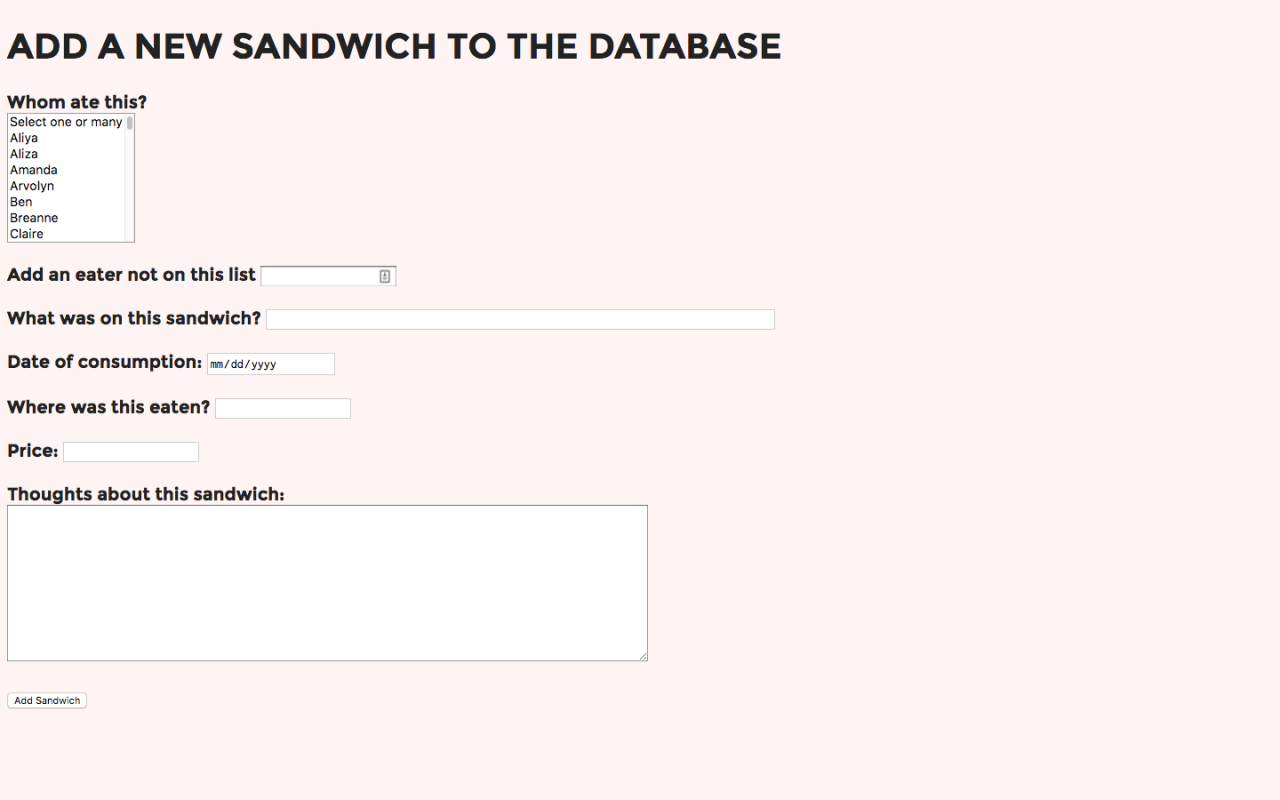 ADD A NEW SANDWICH TO THE DATABASE
Whom ate this?
Select one or many
Aliya
Aliza
Amanda
Arvolyn
Ben
Breanne
Claire
Add an eater not on this list
What was on this sandwich?
Date of consumption: mm/dd/yyyy
Where was this eaten?
Price:
Thoughts about this sandwich:
Add Sandwich